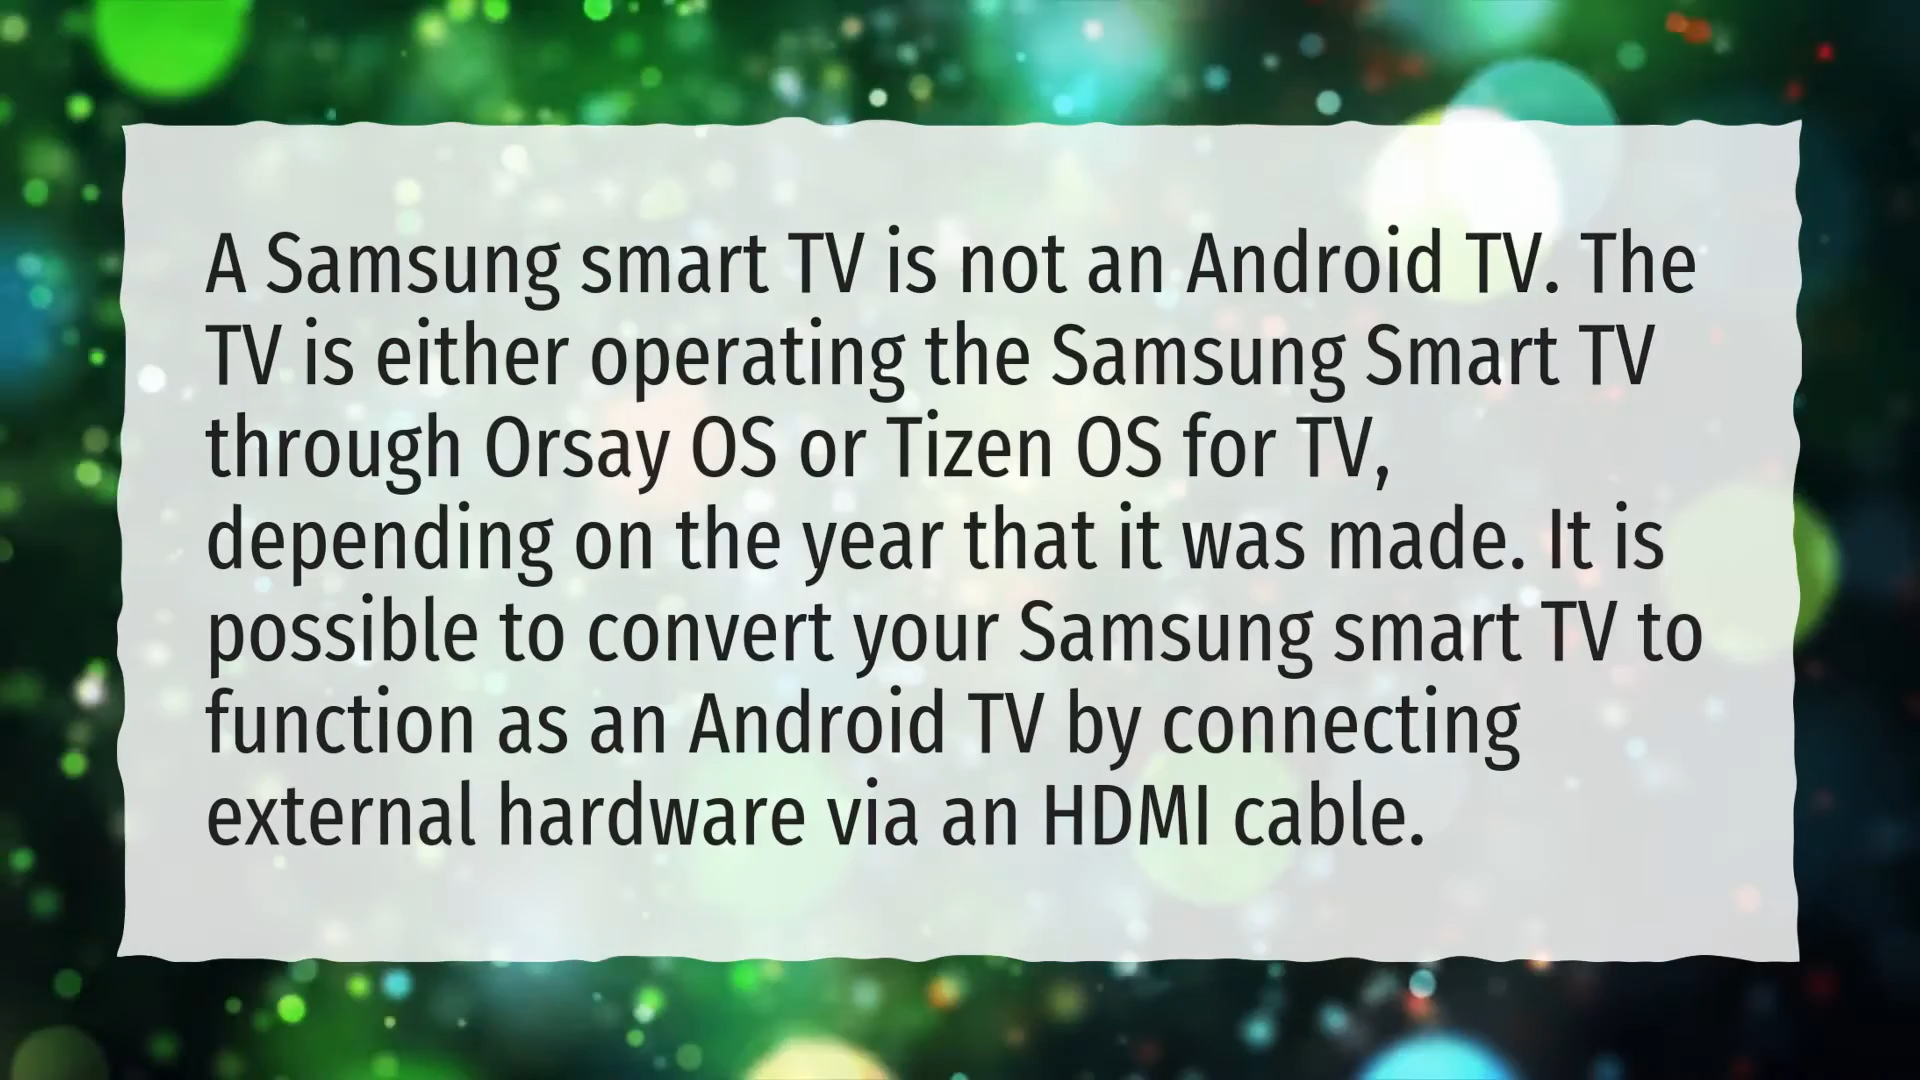 A Samsung smart TV is not an Android TV. The
TV is either operating the Samsung Smart TV
through Orsay OS or Tizen OS for TV,
depending on the year that it was made. It is
possible to convert your Samsung smart TV to
function as an Android TV by connecting
external hardware via an HDMI cable.